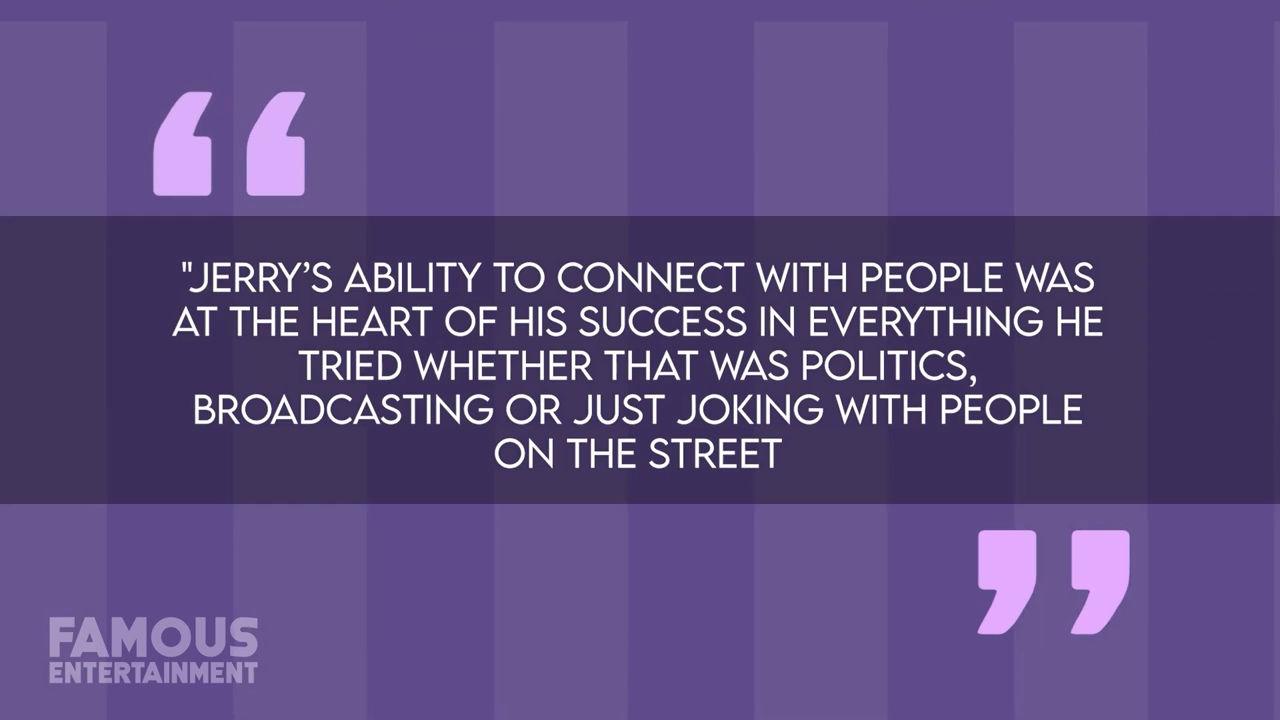 "JERRY’S ABILITY TO CONNECT WITH PEOPLE WAS
AT THE HEART OF HIS SUCCESS IN EVERYTHING HE
TRIED WHETHER THAT WAS POLITICS,
BROADCASTING OR JUST JOKING WITH PEOPLE
ON THE STREET
FAMOUS
ENTERTAINMENT